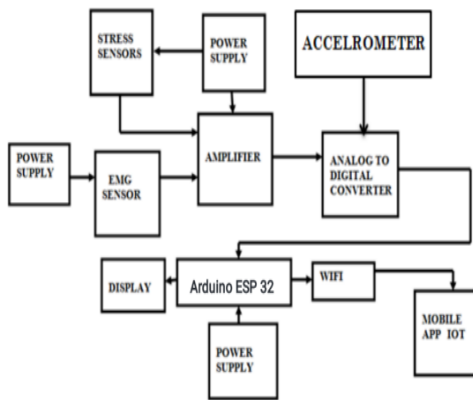 STRESS
SENSORS
POWER
SUPPLY
ACCELROMETER
POWER
SUPPLY
EMG
SENSOR
AMPLIFIER
ANALOG TO
DIGITAL
CONVERTER
DISPLAY
Arduino ESP 32
WIFI
MOBILE
APP IOT
POWER
SUPPLY